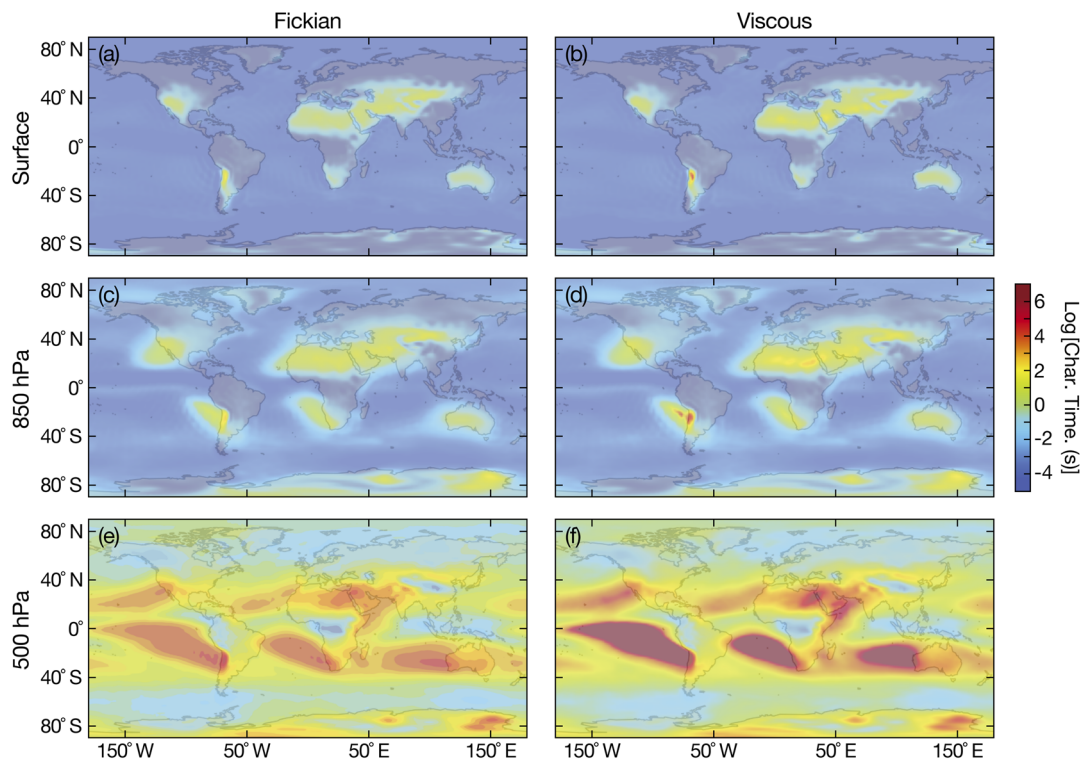 Fickian Viscous
(a) (b)
80° N
40° N
0°
40° S
80° S
Surface
(c) (d)
80° N
40° N
0°
40° S
80° S
850 hPa
6
4
2
0
-2
-4
Log[Char. Time. (s)]
(e) (f)
80° N
40° N
0°
40° S
80° S
500 hPa
150° W 50° W 50° E 150° E 150° W 50° W 50° E 150° E